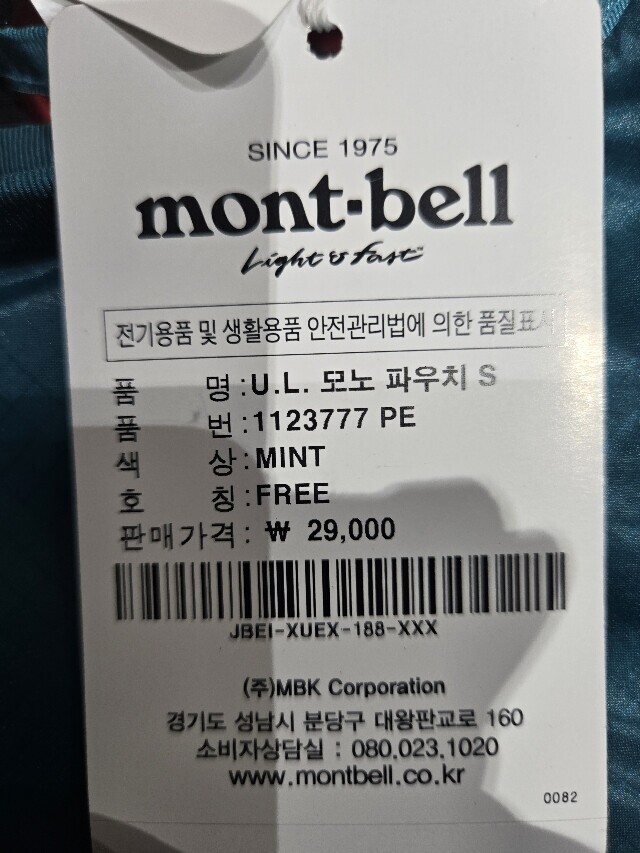 SINCE 1975
mont-bell
Light & fast™
전기용품 및 생활용품 안전관리법에 의한 품질표시
품 명 : U.L. 모노 파우치 S
품 번 : 1123777 PE
색 상 : MINT
호 칭 : FREE
판매가격 : ₩ 29,000
JBEI-XUEX-188-XXX
(주)MBK Corporation
경기도 성남시 분당구 대왕판교로 160
소비자상담실 : 080.023.1020
www.montbell.co.kr
0082